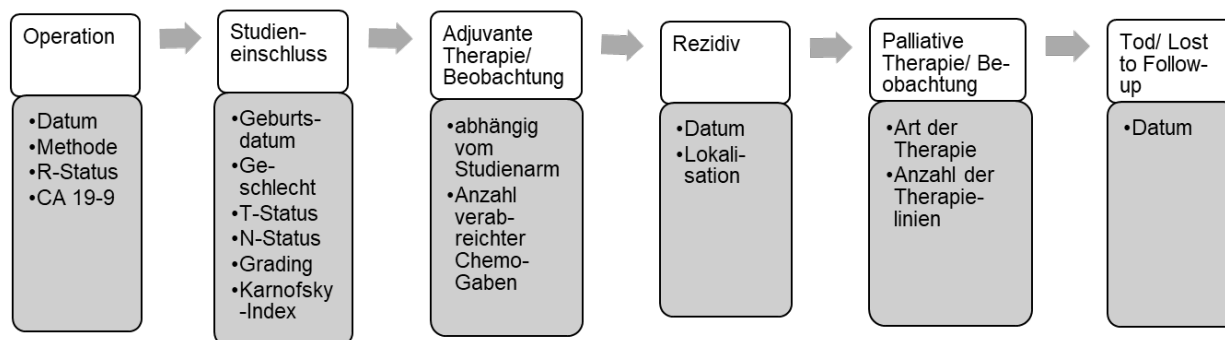 Operation
•Datum
•Methode
•R-Status
•CA 19-9
Studien-
einschluss
•Geburts-
datum
•Ge-
schlecht
•T-Status
•N-Status
•Grading
•Karnofsky
-Index
Adjuvante
Therapie/
Beobachtung
•abhängig
vom
Studienarm
•Anzahl
verab-
reichter
Chemo-
Gaben
Rezidiv
•Datum
•Lokali-
sation
Palliative
Therapie/ Be-
obachtung
•Art der
Therapie
•Anzahl der
Therapie-
linien
Tod/ Lost
to Follow-
up
•Datum